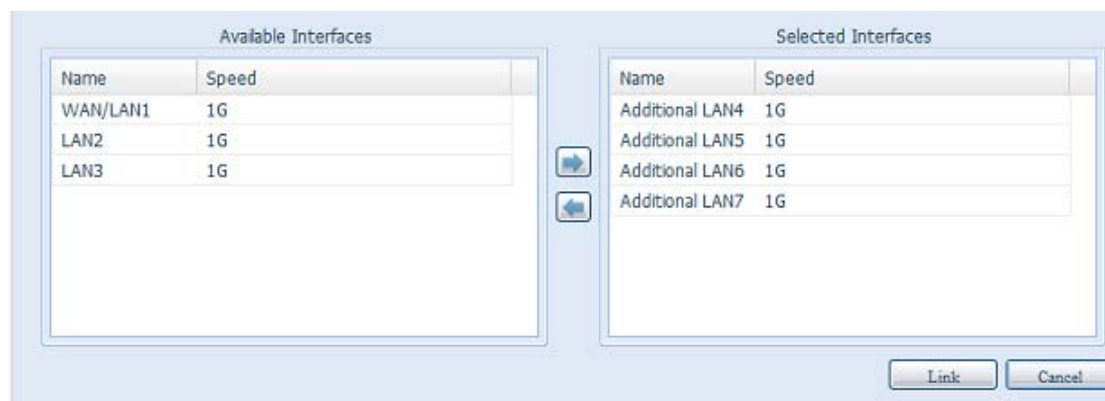 Available Interfaces
Name Speed
WAN/LAN1 1G
LAN2 1G
LAN3 1G
Selected Interfaces
Name Speed
Additional LAN4 1G
Additional LAN5 1G
Additional LAN6 1G
Additional LAN7 1G
Link Cancel